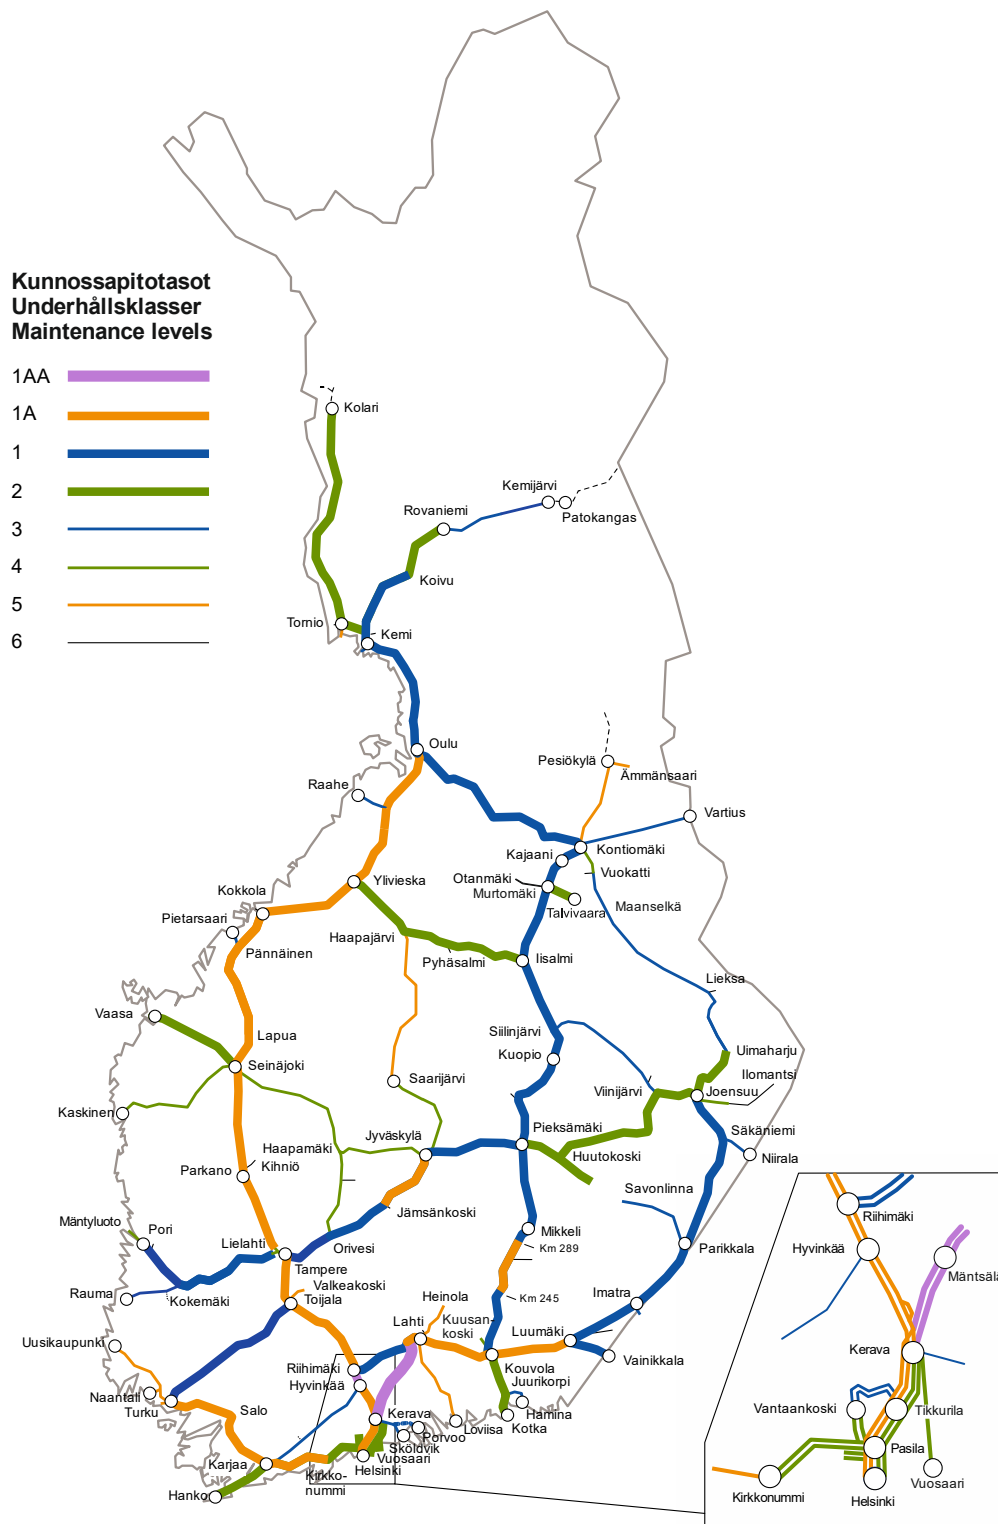 Kunnossapitotasot
Underhållsklasser
Maintenance levels
1AA
1A
1
2
3
4
5
6
Kolari
Kemijärvi
Patokangas
Rovaniemi
Koivu
Tornio
Kemi
Oulu
Pesiökylä
Ämmänsaari
Raahe
Vartius
Kontiomäki
Kajaani
Vuokatti
Otanmäki
Murtomäki
Talvivaara
Maanselkä
Ylivieska
Kokkola
Pietarsaari
Pännäinen
Haapajärvi
Pyhäsalmi
Iisalmi
Lieksa
Vaasa
Lapua
Siilinjärvi
Kuopio
Uimaharju
Ilomantsi
Seinäjoki
Saarijärvi
Viinijärvi
Joensuu
Kaskinen
Pieksämäki
Säkäniemi
Jyväskylä
Haapamäki
Kihniö
Huutokoski
Niirala
Parkano
Savonlinna
Jämsänkoski
Mäntyluoto
Pori
Mikkeli
Km 289
Parikkala
Lielahti
Orivesi
Tampere
Valkeakoski
Toijala
Rauma
Kokemäki
Heinola
Km 245
Imatra
Lahti
Kuusan-
koski
Luumäki
Uusikaupunki
Vainikkala
Kouvola
Riihimäki
Hyvinkää
Juurikorpi
Naantali
Turku
Salo
Kerava
Hamina
Kotka
Loviisa
Porvoo
Sköldvik
Vuosaari
Helsinki
Karjaa
Kirkko-
nummi
Hanko
Riihimäki
Hyvinkää
Mäntsälä
Kerava
Vantaankoski
Tikkurila
Pasila
Kirkkonummi
Helsinki
Vuosaari